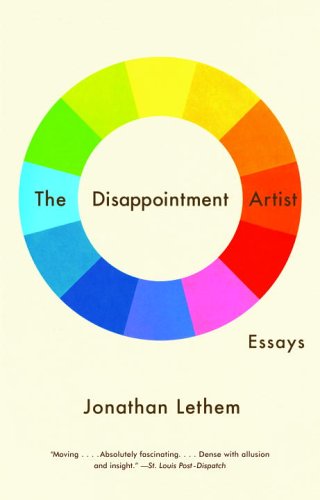 The Disappointment Artist
Essays
Jonathan Lethem
"Moving . . . . Absolutely fascinating. . . . Dense with allusion
and insight." —St. Louis Post-Dispatch